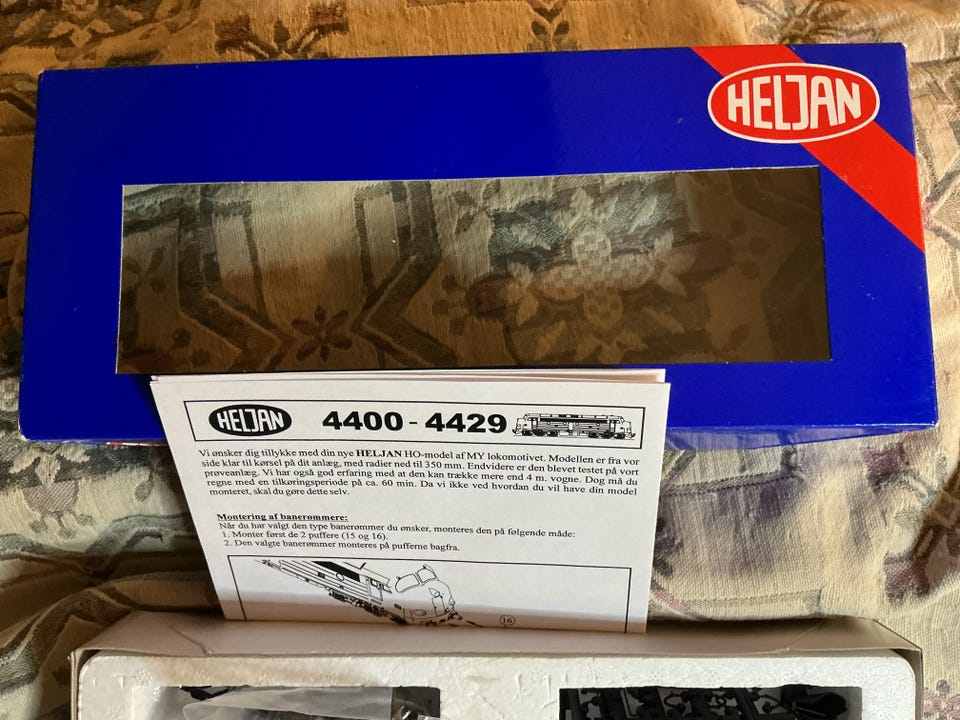 HELJAN
HELJAN 4400 - 4429
Vi ønsker dig tillykke med din nye HELJAN HO-model af MY lokomotivet. Modellen er fra vor
side klar til kørsel på dit anlæg, med radier ned til 350 mm. Endvidere er den blevet testet på vort
prøveanlæg. Vi har også god erfaring med at den kan trække mere end 4 m. vogne. Dog må du
regne med en tilkøringsperiode på ca. 60 min. Da vi ikke ved hvordan du vil have din model
monteret, skal du gøre dette selv.
Montering af banerømmere:
Når du har valgt den type banerømmer du ønsker, monteres den på følgende måde:
1. Monter først de 2 puffere (15 og 16).
2. Den valgte banerømmer monteres på pufferne bagfra.
16